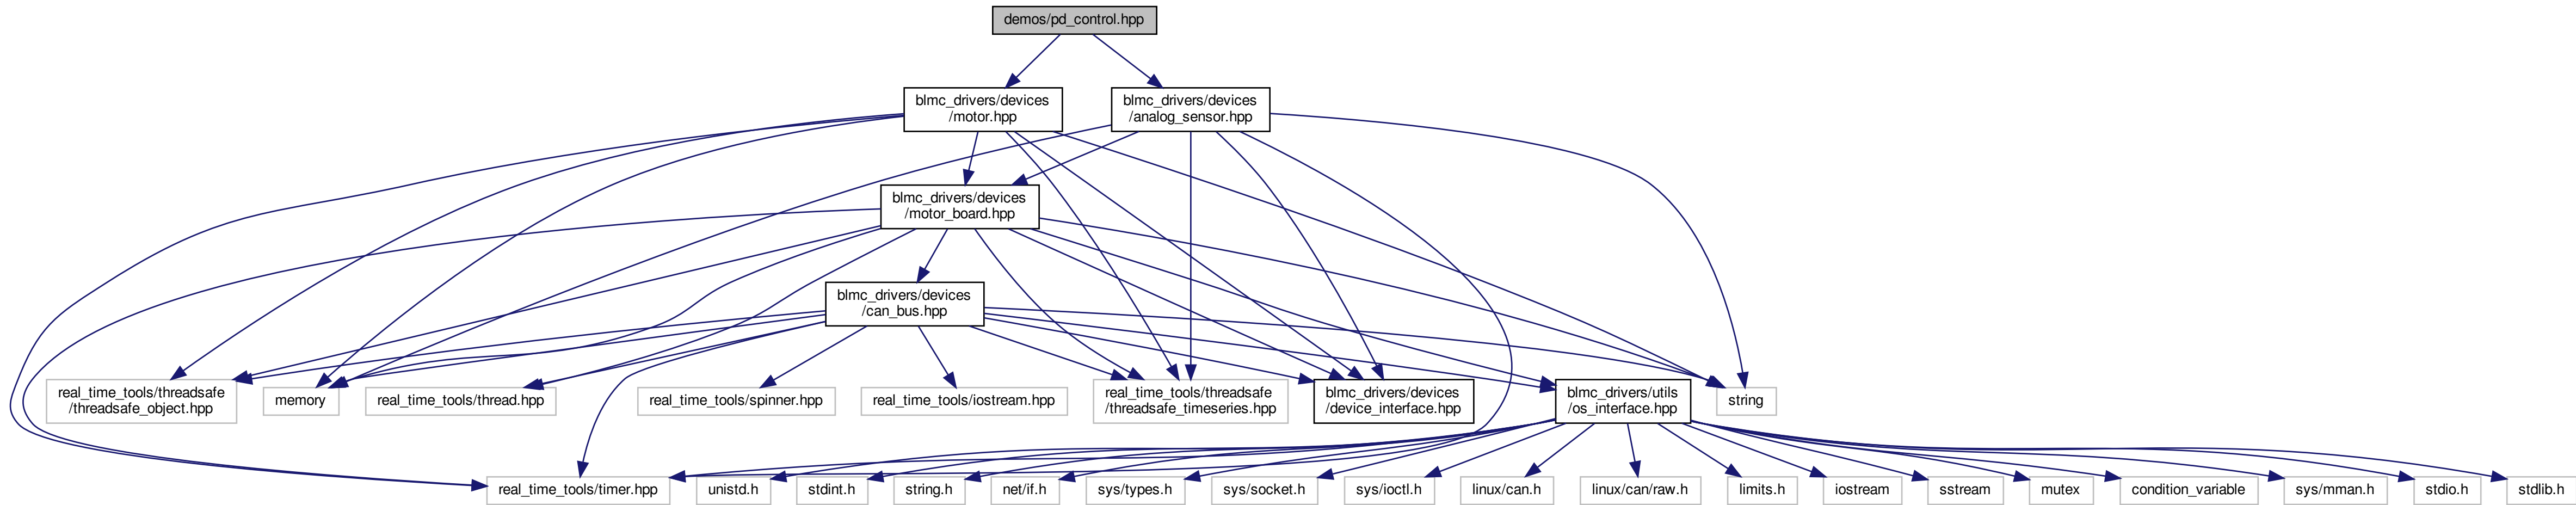 demos/pd_control.hpp
blmc_drivers/devices
/motor.hpp
blmc_drivers/devices
/analog_sensor.hpp
blmc_drivers/devices
/motor_board.hpp
blmc_drivers/devices
/can_bus.hpp
real_time_tools/threadsafe
/threadsafe_object.hpp
memory
real_time_tools/thread.hpp
real_time_tools/spinner.hpp
real_time_tools/iostream.hpp
real_time_tools/threadsafe
/threadsafe_timeseries.hpp
blmc_drivers/devices
/device_interface.hpp
blmc_drivers/utils
/os_interface.hpp
string
real_time_tools/timer.hpp
unistd.h
stdint.h
string.h
net/if.h
sys/types.h
sys/socket.h
sys/ioctl.h
linux/can.h
linux/can/raw.h
limits.h
iostream
sstream
mutex
condition_variable
sys/mman.h
stdio.h
stdlib.h